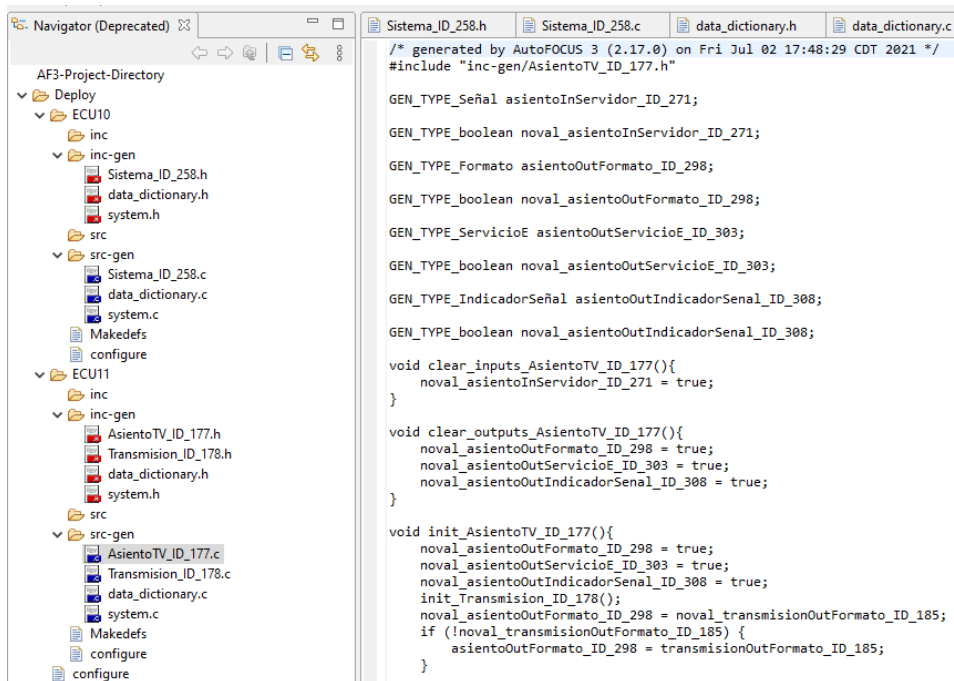 Navigator (Deprecated)
AF3-Project-Directory
Deploy
ECU10
inc
inc-gen
Sistema_ID_258.h
data_dictionary.h
system.h
src
src-gen
Sistema_ID_258.c
data_dictionary.c
system.c
Makedefs
configure
ECU11
inc
inc-gen
AsientoTV_ID_177.h
Transmision_ID_178.h
data_dictionary.h
system.h
src
src-gen
AsientoTV_ID_177.c
Transmision_ID_178.c
data_dictionary.c
system.c
Makedefs
configure
configure
Sistema_ID_258.h Sistema_ID_258.c data_dictionary.h data_dictionary.c
/* generated by AutoFOCUS 3 (2.17.0) on Fri Jul 02 17:48:29 CDT 2021 */
#include "inc-gen/AsientoTV_ID_177.h"
GEN_TYPE_Señal asientoInServidor_ID_271;
GEN_TYPE_boolean noval_asientoInServidor_ID_271;
GEN_TYPE_Formato asientoOutFormato_ID_298;
GEN_TYPE_boolean noval_asientoOutFormato_ID_298;
GEN_TYPE_ServicioE asientoOutServicioE_ID_303;
GEN_TYPE_boolean noval_asientoOutServicioE_ID_303;
GEN_TYPE_IndicadorSeñal asientoOutIndicadorSenal_ID_308;
GEN_TYPE_boolean noval_asientoOutIndicadorSenal_ID_308;
void clear_inputs_AsientoTV_ID_177(){
    noval_asientoInServidor_ID_271 = true;
}
void clear_outputs_AsientoTV_ID_177(){
    noval_asientoOutFormato_ID_298 = true;
    noval_asientoOutServicioE_ID_303 = true;
    noval_asientoOutIndicadorSenal_ID_308 = true;
}
void init_AsientoTV_ID_177(){
    noval_asientoOutFormato_ID_298 = true;
    noval_asientoOutServicioE_ID_303 = true;
    noval_asientoOutIndicadorSenal_ID_308 = true;
    init_Transmision_ID_178();
    noval_asientoOutFormato_ID_298 = noval_transmisionOutFormato_ID_185;
    if (!noval_transmisionOutFormato_ID_185) {
        asientoOutFormato_ID_298 = transmisionOutFormato_ID_185;
    }